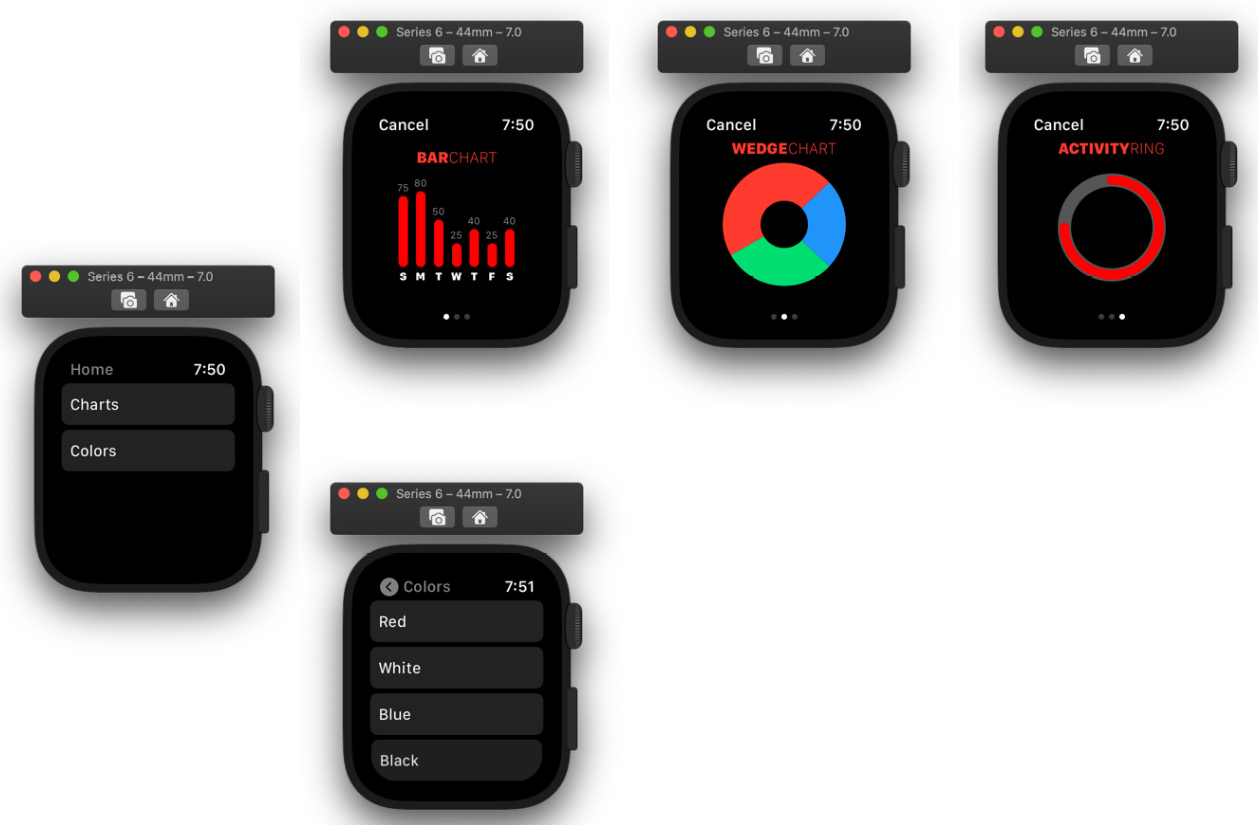 Series 6 – 44mm – 7.0
Home 7:50
Charts
Colors
Series 6 – 44mm – 7.0
Cancel 7:50
BARCHART
75 80 50 25 40 25 40
S M T W T F S
Series 6 – 44mm – 7.0
Cancel 7:50
WEDGECHART
Series 6 – 44mm – 7.0
Cancel 7:50
ACTIVITYRING
Series 6 – 44mm – 7.0
Colors 7:51
Red
White
Blue
Black